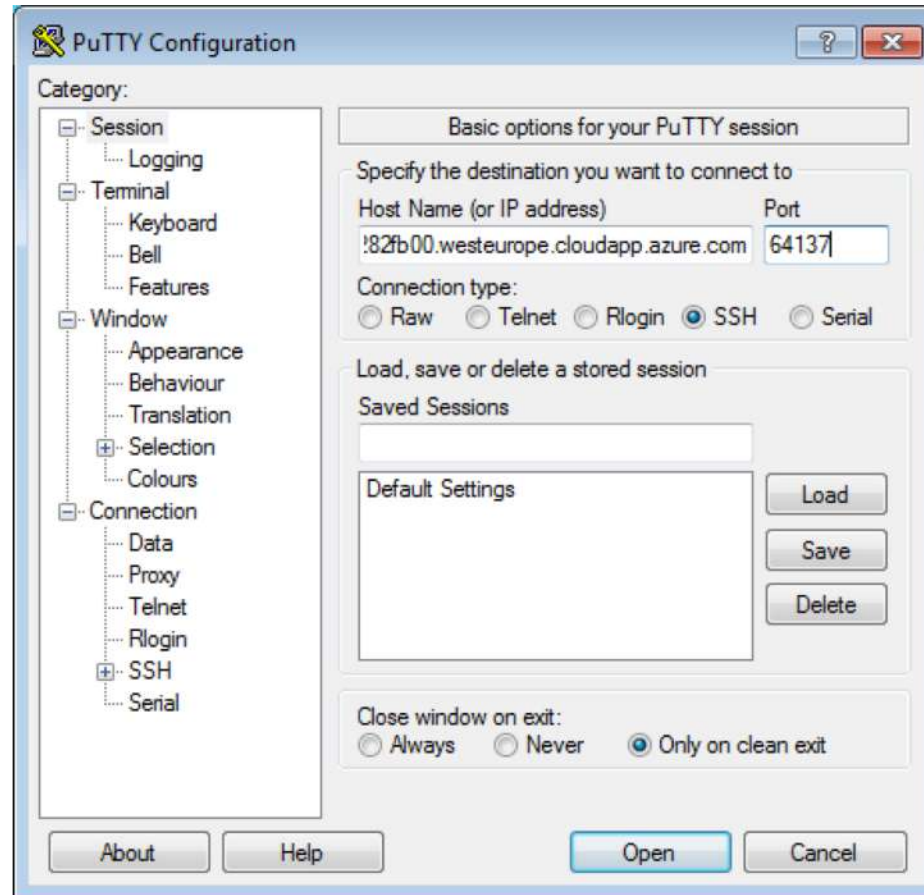 PuTTY Configuration
Category:
Session
Logging
Terminal
Keyboard
Bell
Features
Window
Appearance
Behaviour
Translation
Selection
Colours
Connection
Data
Proxy
Telnet
Rlogin
SSH
Serial
Basic options for your PuTTY session
Specify the destination you want to connect to
Host Name (or IP address) Port
282fb00.westeurope.cloudapp.azure.com 64137
Connection type:
Raw Telnet Rlogin SSH Serial
Load, save or delete a stored session
Saved Sessions
Default Settings
Load
Save
Delete
Close window on exit:
Always Never Only on clean exit
About Help Open Cancel